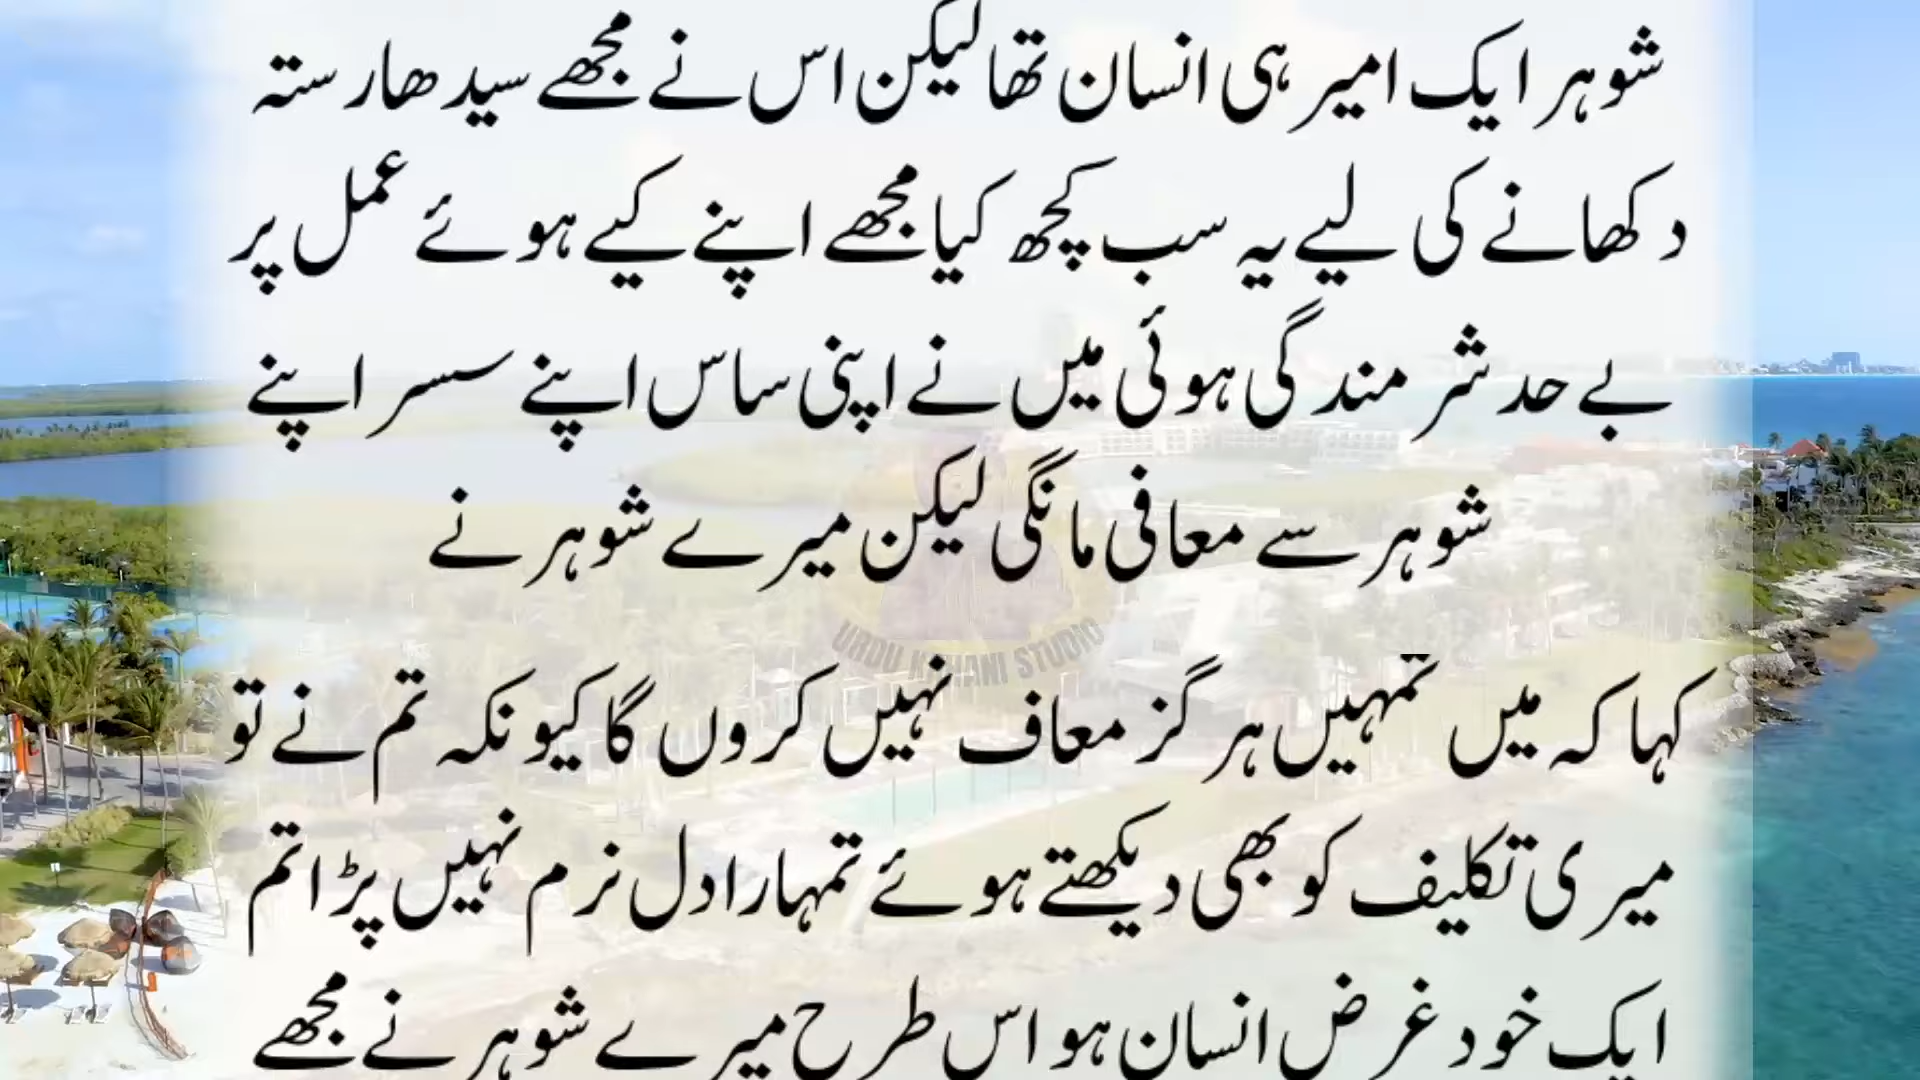 شوہر ایک امیر ہی انسان تھا لیکن اس نے مجھے سیدھا رستہ
دکھانے کی لیے یہ سب کچھ کیا مجھے اپنے کیے ہوئے عمل پر
بے حد شرمندگی ہوئی میں نے اپنی ساس اپنے سسر اپنے
شوہر سے معافی مانگی لیکن میرے شوہر نے
URDU KAHANI STUDIO
کہا کہ میں تمہیں ہرگز معاف نہیں کروں گا کیونکہ تم نے تو
میری تکلیف کو بھی دیکھتے ہوئے تمہارا دل نرم نہیں پڑا تم
ایک خود غرض انسان ہو اس طرح میرے شوہر نے مجھے